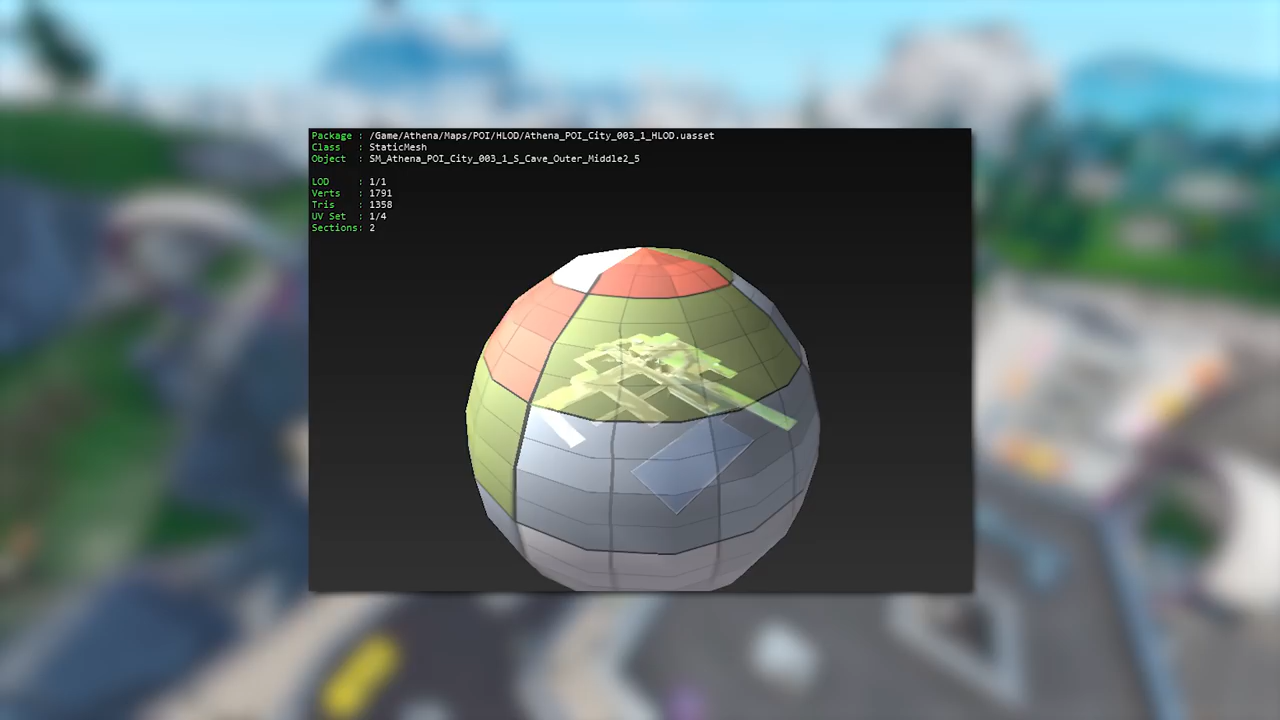 Package : /Game/Athena/Maps/POI/HLOD/Athena_POI_City_003_1_HLOD.uasset
Class : StaticMesh
Object : SM_Athena_POI_City_003_1_S_Cave_Outer_Middle2_5
LOD : 1/1
Verts : 1791
Tris : 1358
UV Set : 1/4
Sections: 2